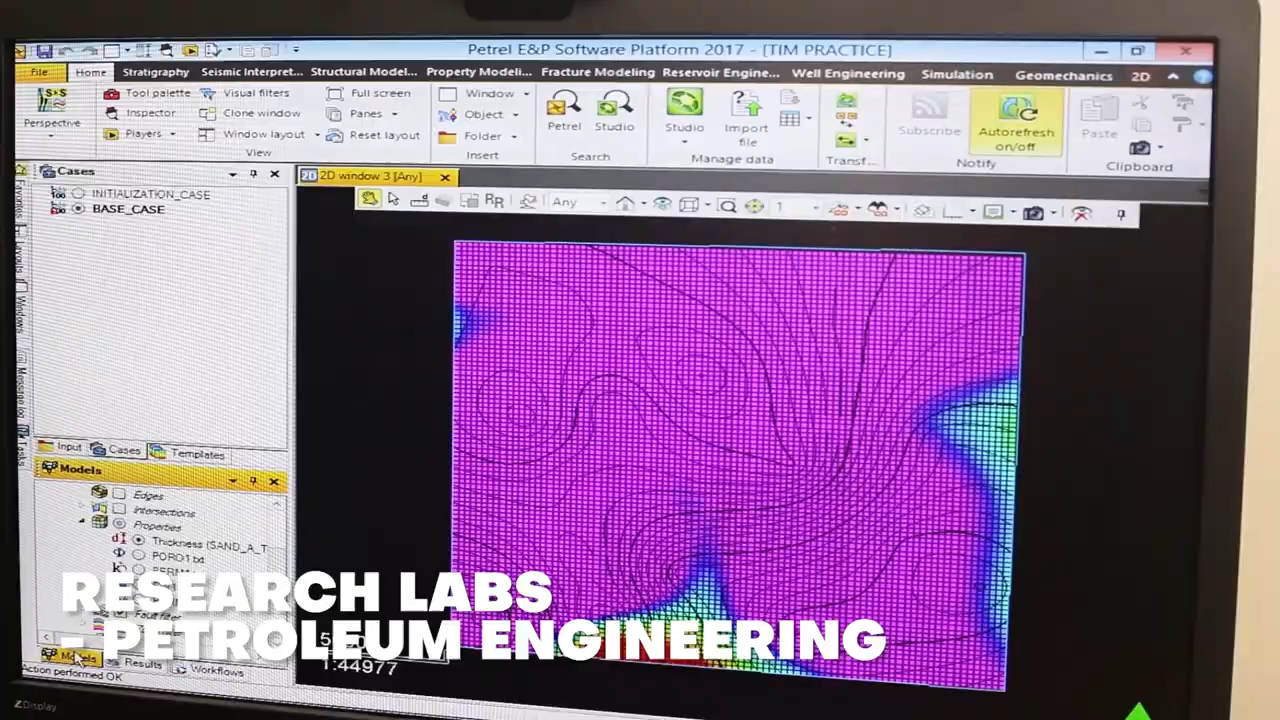 Petrel E&P Software Platform 2017 - [TIM PRACTICE]
File Home Stratigraphy Seismic Interpret... Structural Model... Property Modeli... Fracture Modeling Reservoir Engine... Well Engineering Simulation Geomechanics 2D
Perspective
Tool palette Visual filters Full screen
Inspector Clone window Panes
Players Window layout Reset layout
View
Window
Object
Folder
Insert
Petrel Studio
Search
Studio Import file
Manage data
Transf...
Subscribe Autorefresh on/off
Notify
Paste
Clipboard
Cases
INITIALIZATION_CASE
BASE_CASE
2D window 3 [Any]
Any
1
Input Cases Templates
Models
Edges
Intersections
Properties
Thickness (SAND_A_T
PORO1.txt
RESEARCH LABS
- PETROLEUM ENGINEERING
1:44977
Models Results Workflows
Action performed OK
ZDisplay